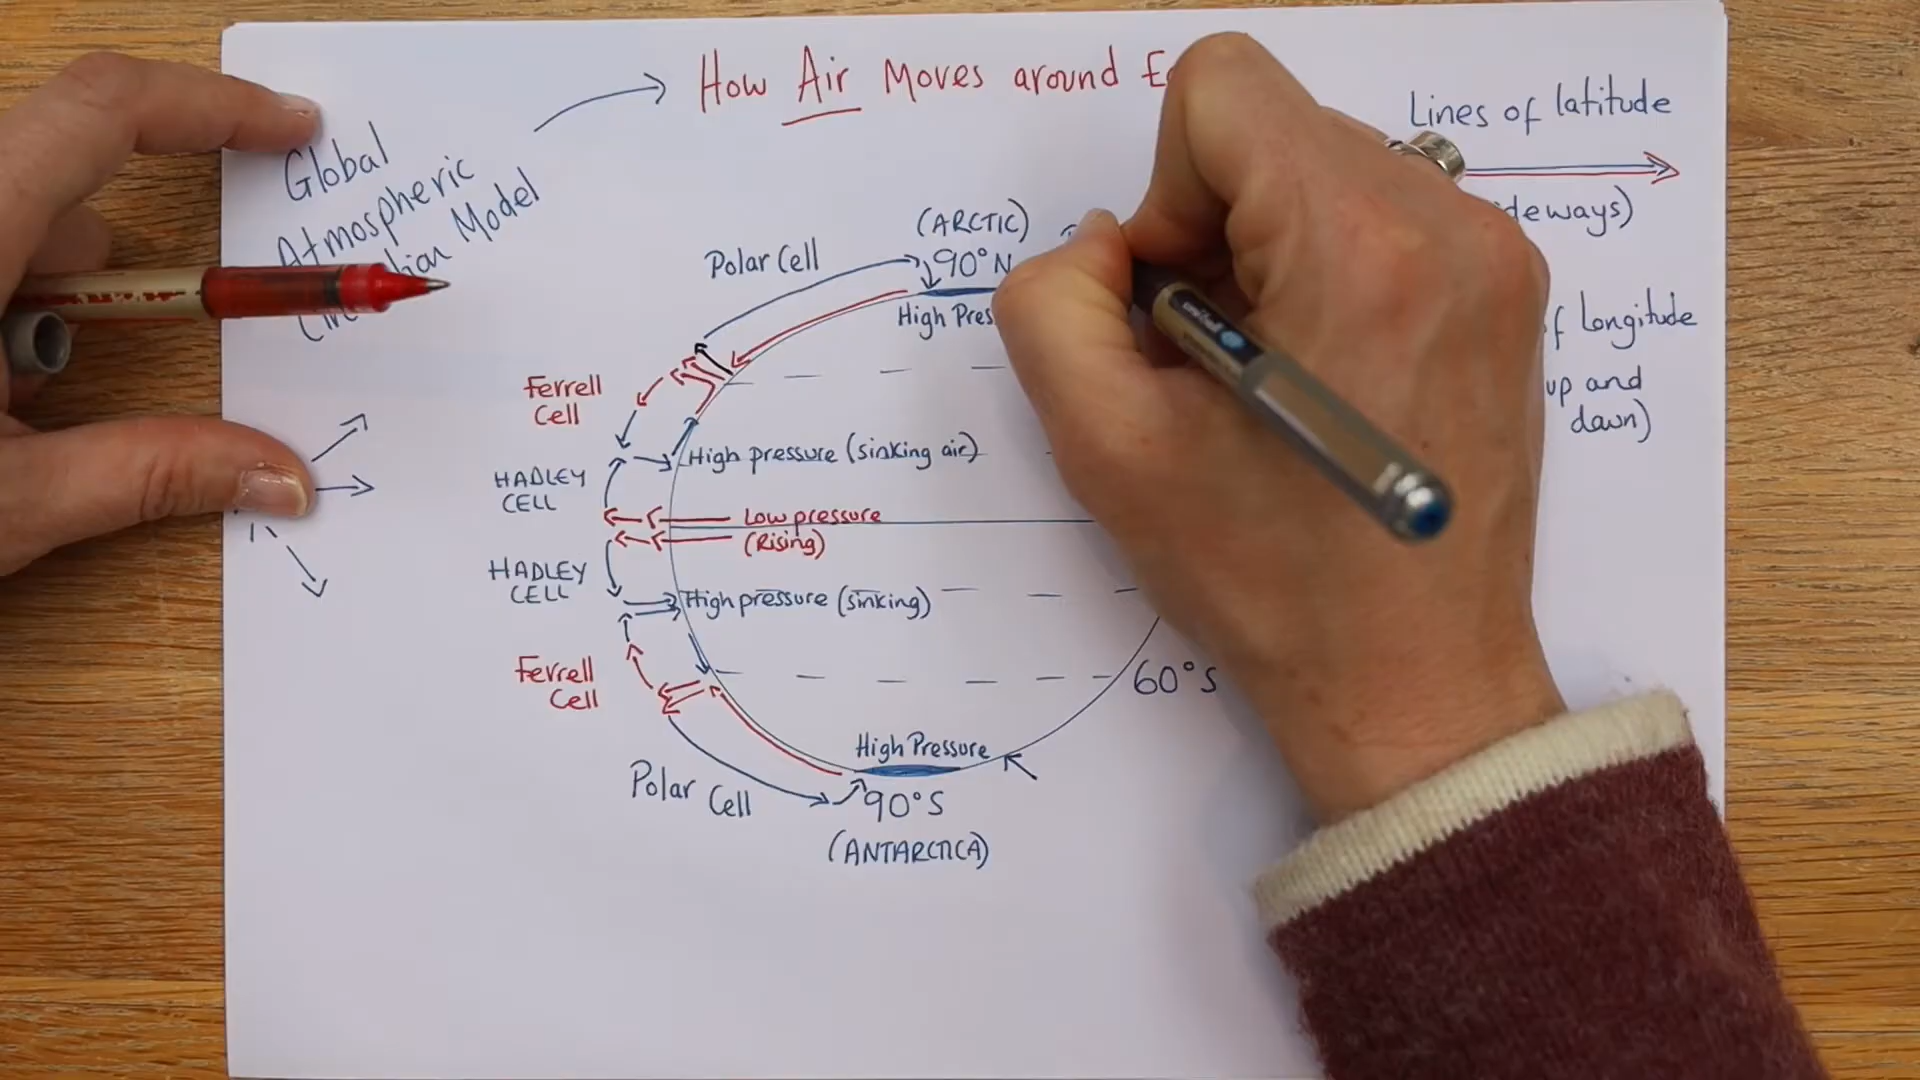 How Air Moves around
Global
Atmospheric
Model
Lines of latitude
(ARCTIC)
90°N
Polar Cell
High
Ferrell
Cell
High pressure (sinking air)
HADLEY
CELL
Low pressure
(Rising)
HADLEY
CELL
High pressure (sinking)
Ferrell
Cell
60°S
High Pressure
Polar Cell
90°S
(ANTARCTICA)
longitude
up and
down)
uniball